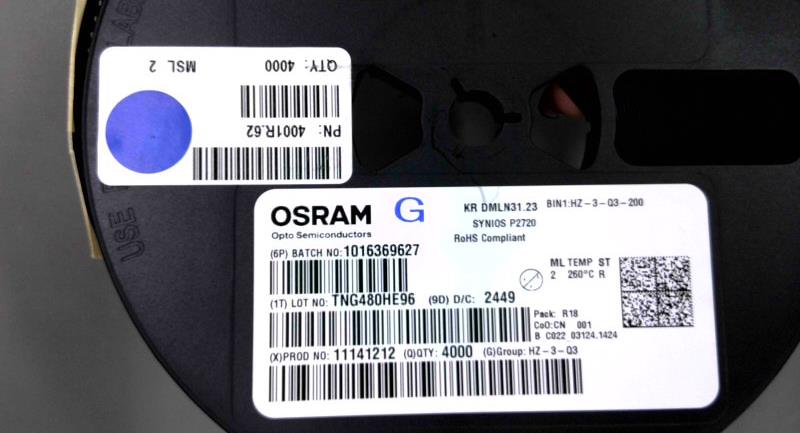 QTY: 4000
MSL 2
PN: 4001R.62
OSRAM G
Opto Semiconductors
KR DMLN31.23 BIN1:HZ-3-Q3-200
SYNIOS P2720
RoHS Compliant
(6P) BATCH NO: 1016369627
ML TEMP ST
2 260°C R
(1T) LOT NO: TNG480HE96 (9D) D/C: 2449
Pack: R18
CoO:CN 001
B C022 03124.1424
(X)PROD NO: 11141212 (Q)QTY: 4000 (G)Group: HZ-3-Q3
USE